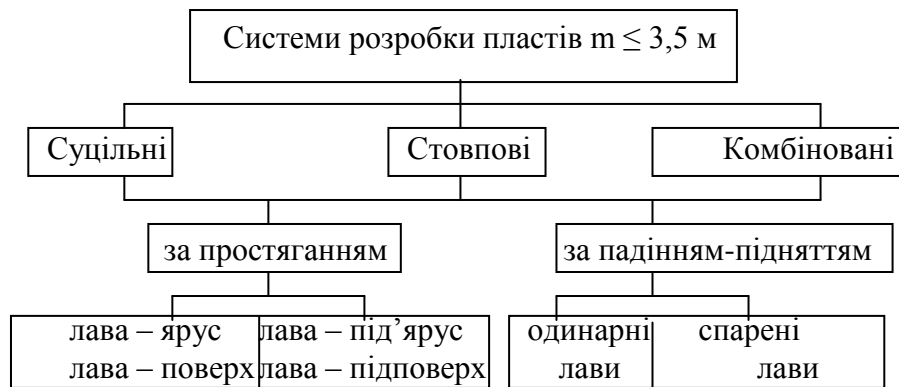 Системи розробки пластів m ≤ 3,5 м
Суцільні
Стовпові
Комбіновані
за простяганням
за падінням-підняттям
лава – ярус
лава – поверх
лава – під’ярус
лава – підповерх
одинарні
лави
спарені
лави